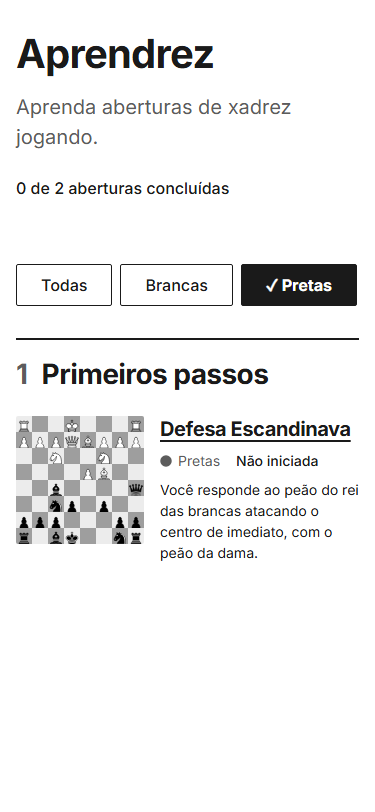 Aprendrez
Aprenda aberturas de xadrez
jogando.
0 de 2 aberturas concluídas
Todas
Brancas
✓ Pretas
1 Primeiros passos
Defesa Escandinava
Pretas Não iniciada
Você responde ao peão do rei
das brancas atacando o
centro de imediato, com o
peão da dama.